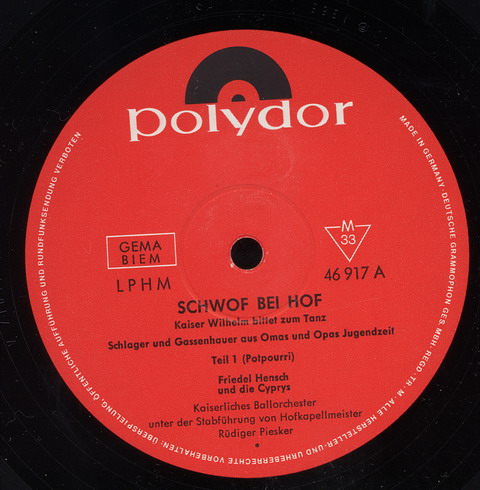 polydor
GEMA
BIEM
LPHM
M
33
46 917 A
SCHWOF BEI HOF
Kaiser Wilhelm bittet zum Tanz
Schlager und Gassenhauer aus Omas und Opas Jugendzeit
Teil 1 (Potpourri)
Friedel Hensch
und die Cyprys
Kaiserliches Ballorchester
unter der Stabführung von Hofkapellmeister
Rüdiger Piesker
MADE IN GERMANY · DEUTSCHE GRAMMOPHON GES. MBH · REGD. TR. M. ALLE HERSTELLER- UND URHEBERRECHTE VORBEHALTEN: ÜBERSPIELUNG, ÖFFENTLICHE AUFFÜHRUNG UND RUNDFUNKSENDUNG VERBOTEN